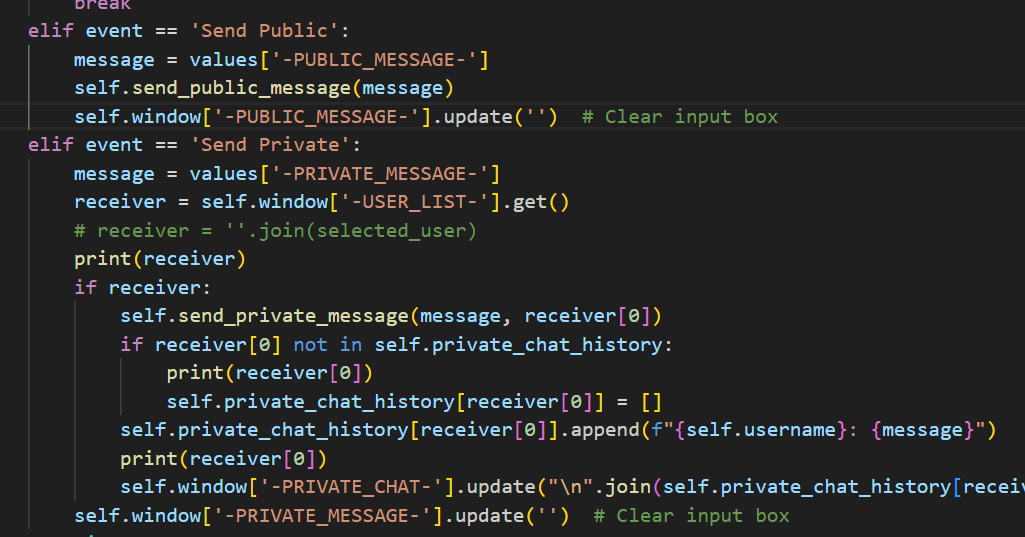 break
elif event == 'Send Public':
message = values['-PUBLIC_MESSAGE-']
self.send_public_message(message)
self.window['-PUBLIC_MESSAGE-'].update('')  # Clear input box
elif event == 'Send Private':
message = values['-PRIVATE_MESSAGE-']
receiver = self.window['-USER_LIST-'].get()
# receiver = ''.join(selected_user)
print(receiver)
if receiver:
self.send_private_message(message, receiver[0])
if receiver[0] not in self.private_chat_history:
print(receiver[0])
self.private_chat_history[receiver[0]] = []
self.private_chat_history[receiver[0]].append(f"{self.username}: {message}")
print(receiver[0])
self.window['-PRIVATE_CHAT-'].update("\n".join(self.private_chat_history[
self.window['-PRIVATE_MESSAGE-'].update('')  # Clear input box